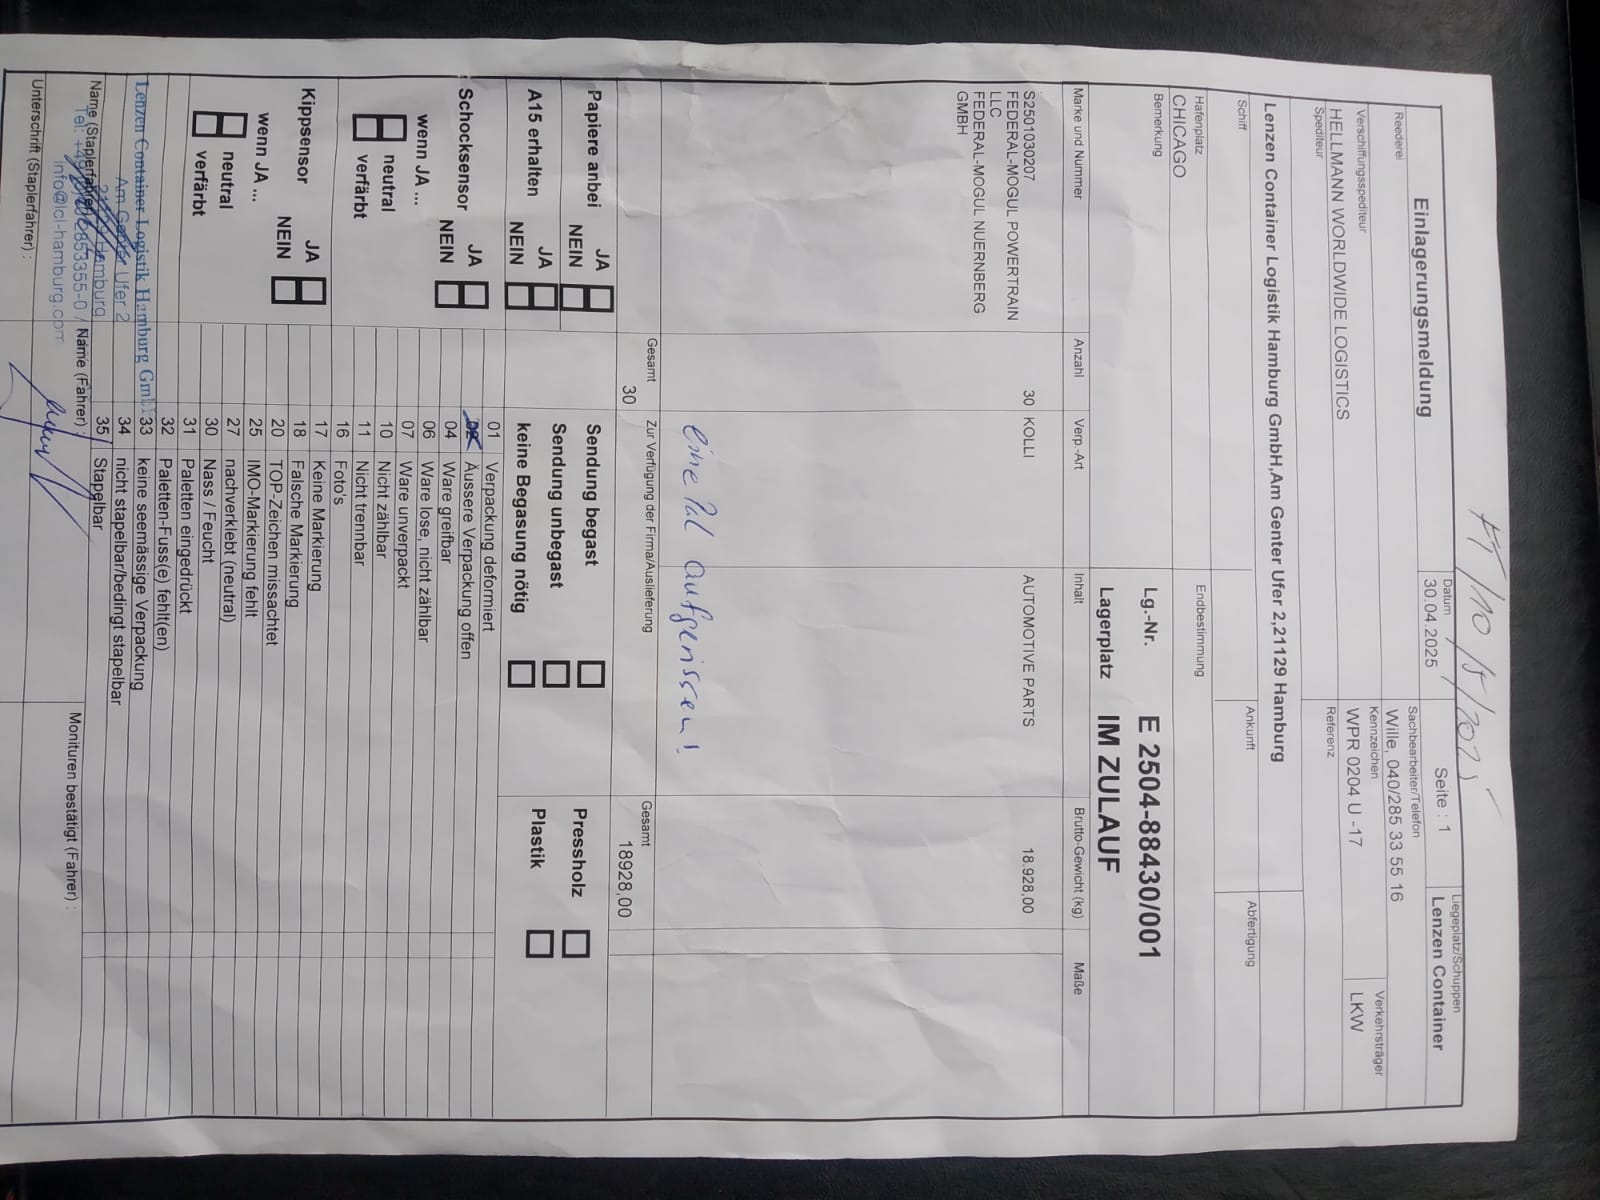 Einlagerungsmeldung
Datum
30.04.2025
Seite : 1
Liegeplatz/Schuppen
Lenzen Container
Reederei
Sachbearbeiter/Telefon
Wille, 040/285 33 55 16
Verschiffungsspediteur
HELLMANN WORLDWIDE LOGISTICS
Kennzeichen
WPR 0204 U -17
Verkehrsträger
LKW
Spediteur
Referenz
Lenzen Container Logistik Hamburg GmbH,Am Genter Ufer 2,21129 Hamburg
Schiff
Ankunft
Abfertigung
Hafenplatz
CHICAGO
Endbestimmung
Bemerkung
Lg.-Nr. E 2504-88430/001
Lagerplatz IM ZULAUF
Marke und Nummer
Anzahl
Verp.-Art
Inhalt
Brutto-Gewicht (kg)
Maße
S2501030207
FEDERAL-MOGUL POWERTRAIN
LLC
FEDERAL-MOGUL NUERNBERG
GMBH
30 KOLLI
AUTOMOTIVE PARTS
18.928,00
eine Pal aufgerissen!
Gesamt
30
Zur Verfügung der Firma/Auslieferung
Gesamt
18928,00
Papiere anbei JA
NEIN
A15 erhalten JA
NEIN
Schocksensor JA
NEIN
wenn JA ...
neutral
verfärbt
Kippsensor JA
NEIN
wenn JA ...
neutral
verfärbt
Sendung begast
Sendung unbegast
keine Begasung nötig
Pressholz
Plastik
01 Verpackung deformiert
02 Äussere Verpackung offen
04 Ware greifbar
06 Ware lose, nicht zählbar
07 Ware unverpackt
10 Nicht zählbar
11 Nicht trennbar
16 Foto's
17 Keine Markierung
18 Falsche Markierung
20 TOP-Zeichen missachtet
25 IMO-Markierung fehlt
27 nachverklebt (neutral)
30 Nass / Feucht
31 Paletten eingedrückt
32 Paletten-Fuss(e) fehlt(en)
33 keine seemässige Verpackung
34 nicht stapelbar/bedingt stapelbar
35 Stapelbar
Lenzen Container Logistik Hamburg GmbH
Am Genter Ufer 2
21129 Hamburg
info@lcl-hamburg.com
Name (Staplerfahrer)
Name (Fahrer) :
Monituren bestätigt (Fahrer) :
Unterschrift (Staplerfahrer) :